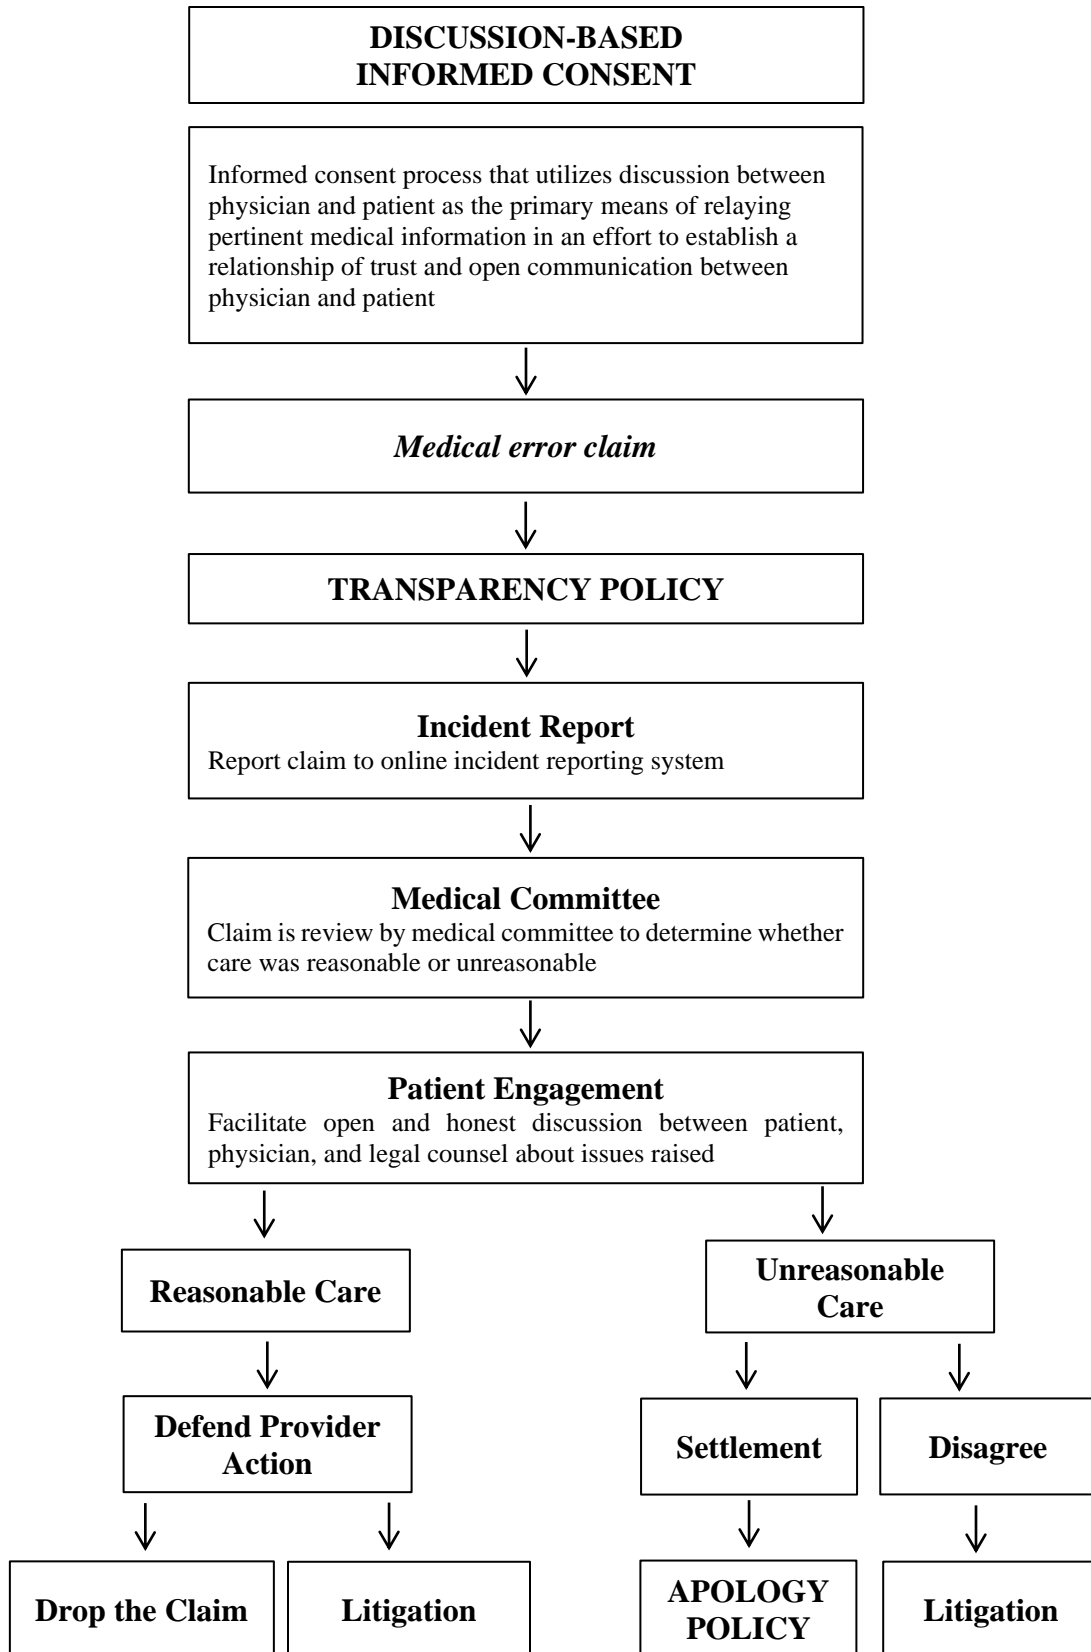 DISCUSSION-BASED
INFORMED CONSENT
Informed consent process that utilizes discussion between
physician and patient as the primary means of relaying
pertinent medical information in an effort to establish a
relationship of trust and open communication between
physician and patient
Medical error claim
TRANSPARENCY POLICY
Incident Report
Report claim to online incident reporting system
Medical Committee
Claim is review by medical committee to determine whether
care was reasonable or unreasonable
Patient Engagement
Facilitate open and honest discussion between patient,
physician, and legal counsel about issues raised
Reasonable Care
Unreasonable
Care
Defend Provider
Action
Settlement
Disagree
Drop the Claim
Litigation
APOLOGY
POLICY
Litigation